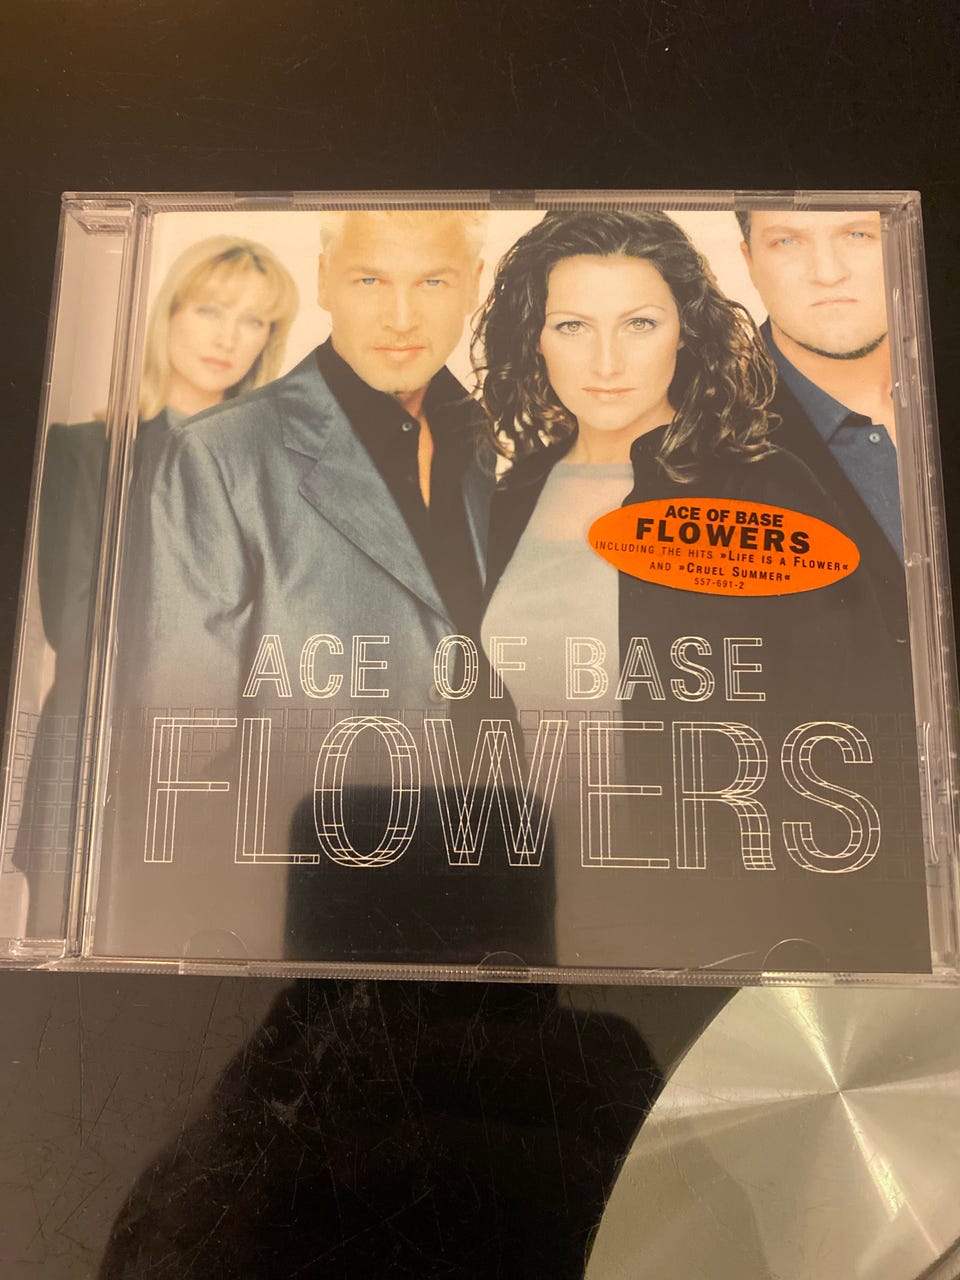 ACE OF BASE
FLOWERS
INCLUDING THE HITS »LIFE IS A FLOWER«
AND »CRUEL SUMMER«
557-691-2
ACE OF BASE
FLOWERS